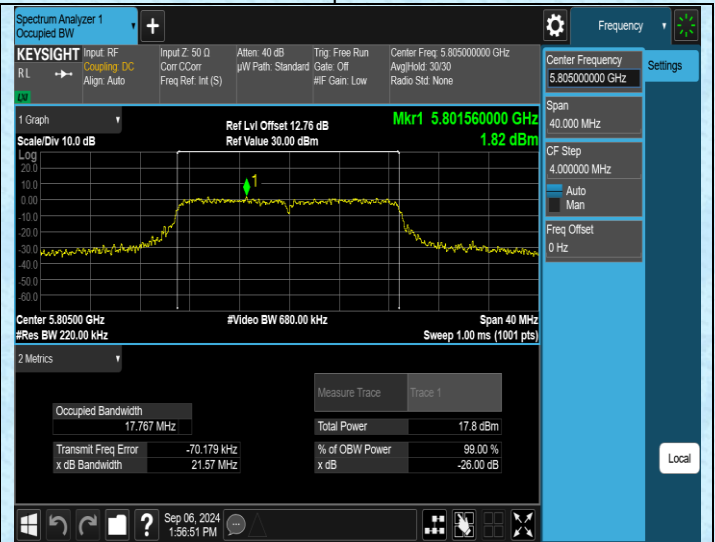 Spectrum Analyzer 1
Occupied BW
Frequency
KEYSIGHT
RL
LXI
Input: RF
Coupling: DC
Align: Auto
Input Z: 50 Ω
Corr CCorr
Freq Ref: Int (S)
Atten: 40 dB
µW Path: Standard
Trig: Free Run
Gate: Off
#IF Gain: Low
Center Freq: 5.805000000 GHz
Avg|Hold: 30/30
Radio Std: None
Center Frequency
5.805000000 GHz
Settings
Span
40.000 MHz
CF Step
4.000000 MHz
Auto
Man
Freq Offset
0 Hz
Local
1 Graph
Scale/Div 10.0 dB
Ref Lvl Offset 12.76 dB
Ref Value 30.00 dBm
Mkr1 5.801560000 GHz
1.82 dBm
Log
20.0
10.0
0.00
-10.0
-20.0
-30.0
-40.0
-50.0
-60.0
1
Center 5.80500 GHz
#Res BW 220.00 kHz
#Video BW 680.00 kHz
Span 40 MHz
Sweep 1.00 ms (1001 pts)
2 Metrics
Measure Trace Trace 1
Occupied Bandwidth
17.767 MHz
Total Power 17.8 dBm
Transmit Freq Error -70.179 kHz
% of OBW Power 99.00 %
x dB Bandwidth 21.57 MHz
x dB -26.00 dB
?
Sep 06, 2024
1:56:51 PM